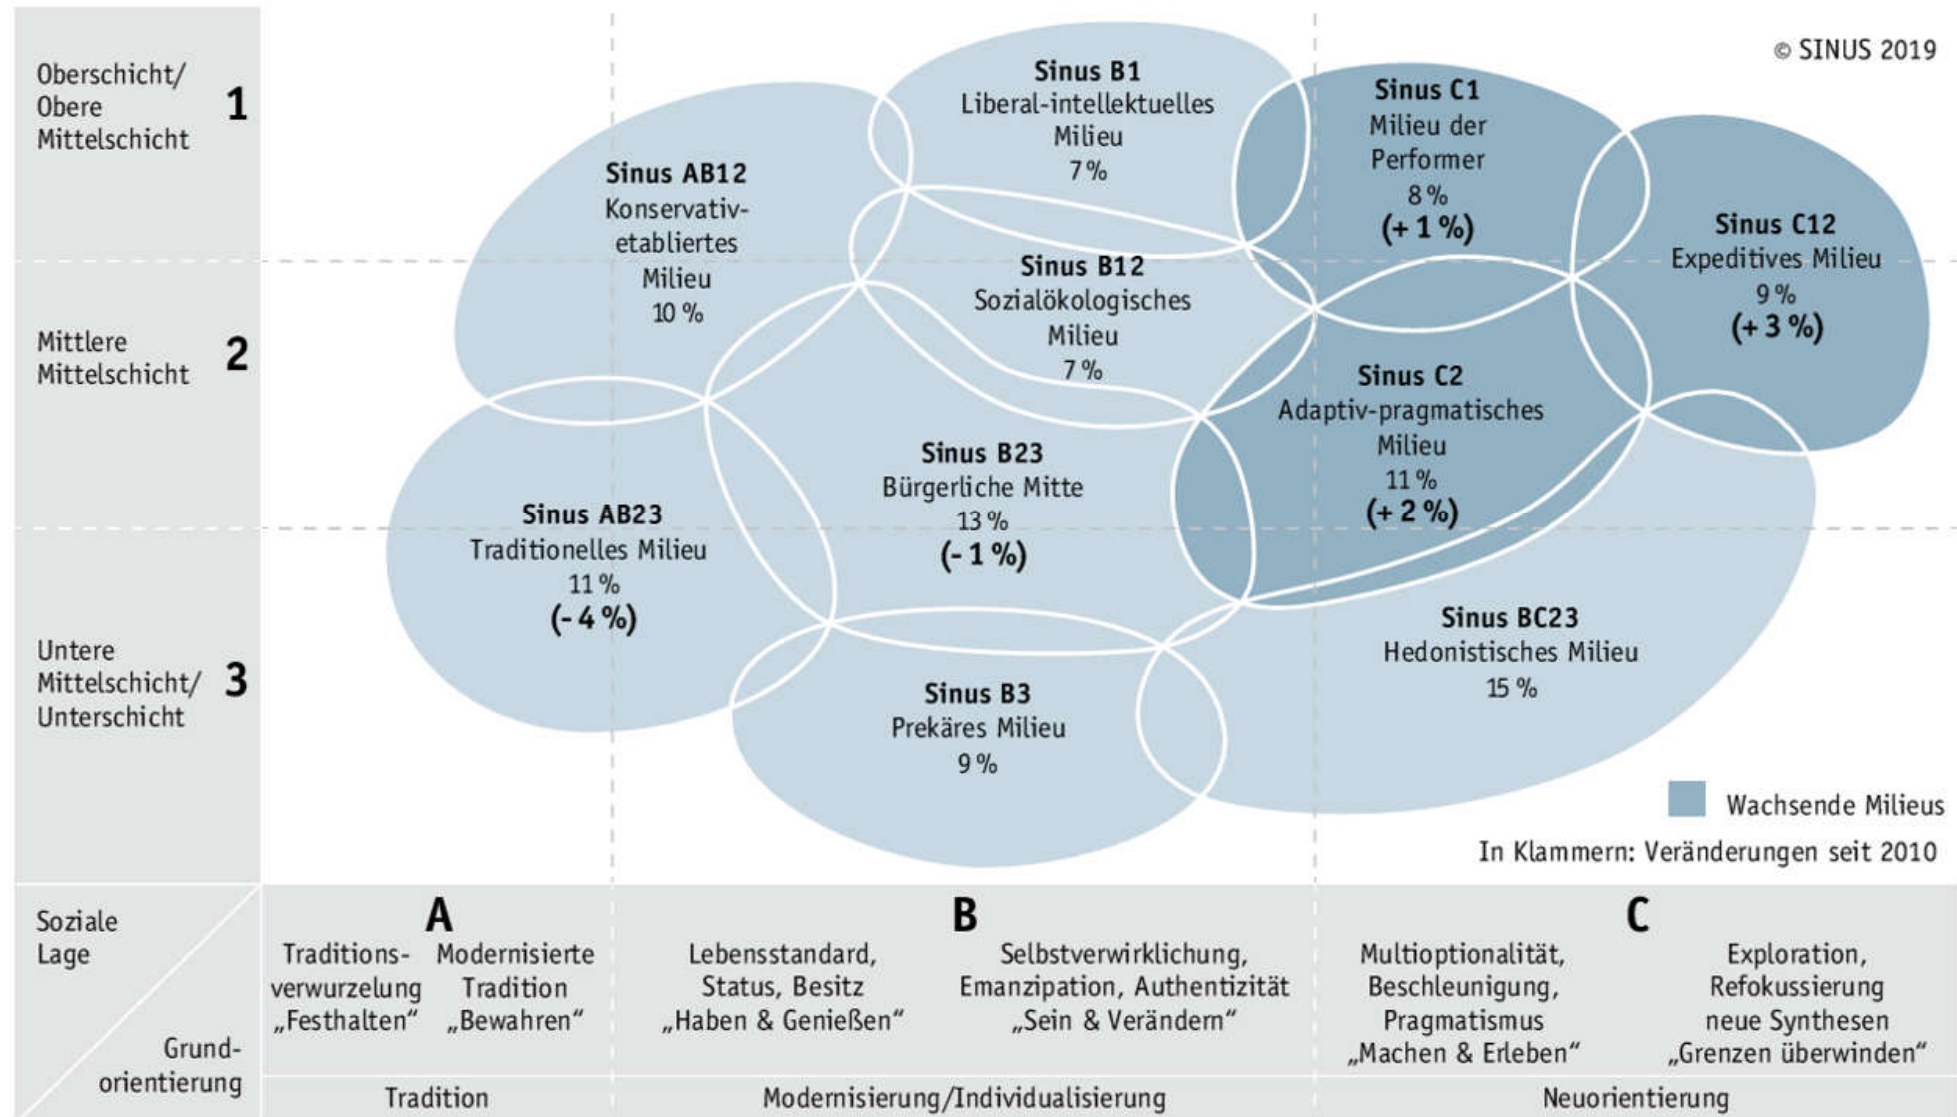 © SINUS 2019
Oberschicht/
Obere
Mittelschicht
1
Mittlere
Mittelschicht
2
Untere
Mittelschicht/
Unterschicht
3
Sinus AB12
Konservativ-
etabliertes
Milieu
10 %
Sinus B1
Liberal-intellektuelles
Milieu
7 %
Sinus C1
Milieu der
Performer
8 %
(+ 1 %)
Sinus C12
Expeditives Milieu
9 %
(+ 3 %)
Sinus B12
Sozialökologisches
Milieu
7 %
Sinus C2
Adaptiv-pragmatisches
Milieu
11 %
(+ 2 %)
Sinus AB23
Traditionelles Milieu
11 %
(- 4 %)
Sinus B23
Bürgerliche Mitte
13 %
(- 1 %)
Sinus BC23
Hedonistisches Milieu
15 %
Sinus B3
Prekäres Milieu
9 %
Wachsende Milieus
In Klammern: Veränderungen seit 2010
Soziale
Lage
Grund-
orientierung
A
Traditions-
verwurzelung
„Festhalten“
Modernisierte
Tradition
„Bewahren“
B
Lebensstandard,
Status, Besitz
„Haben & Genießen“
Selbstverwirklichung,
Emanzipation, Authentizität
„Sein & Verändern“
C
Multioptionalität,
Beschleunigung,
Pragmatismus
„Machen & Erleben“
Exploration,
Refokussierung
neue Synthesen
„Grenzen überwinden“
Tradition
Modernisierung/Individualisierung
Neuorientierung